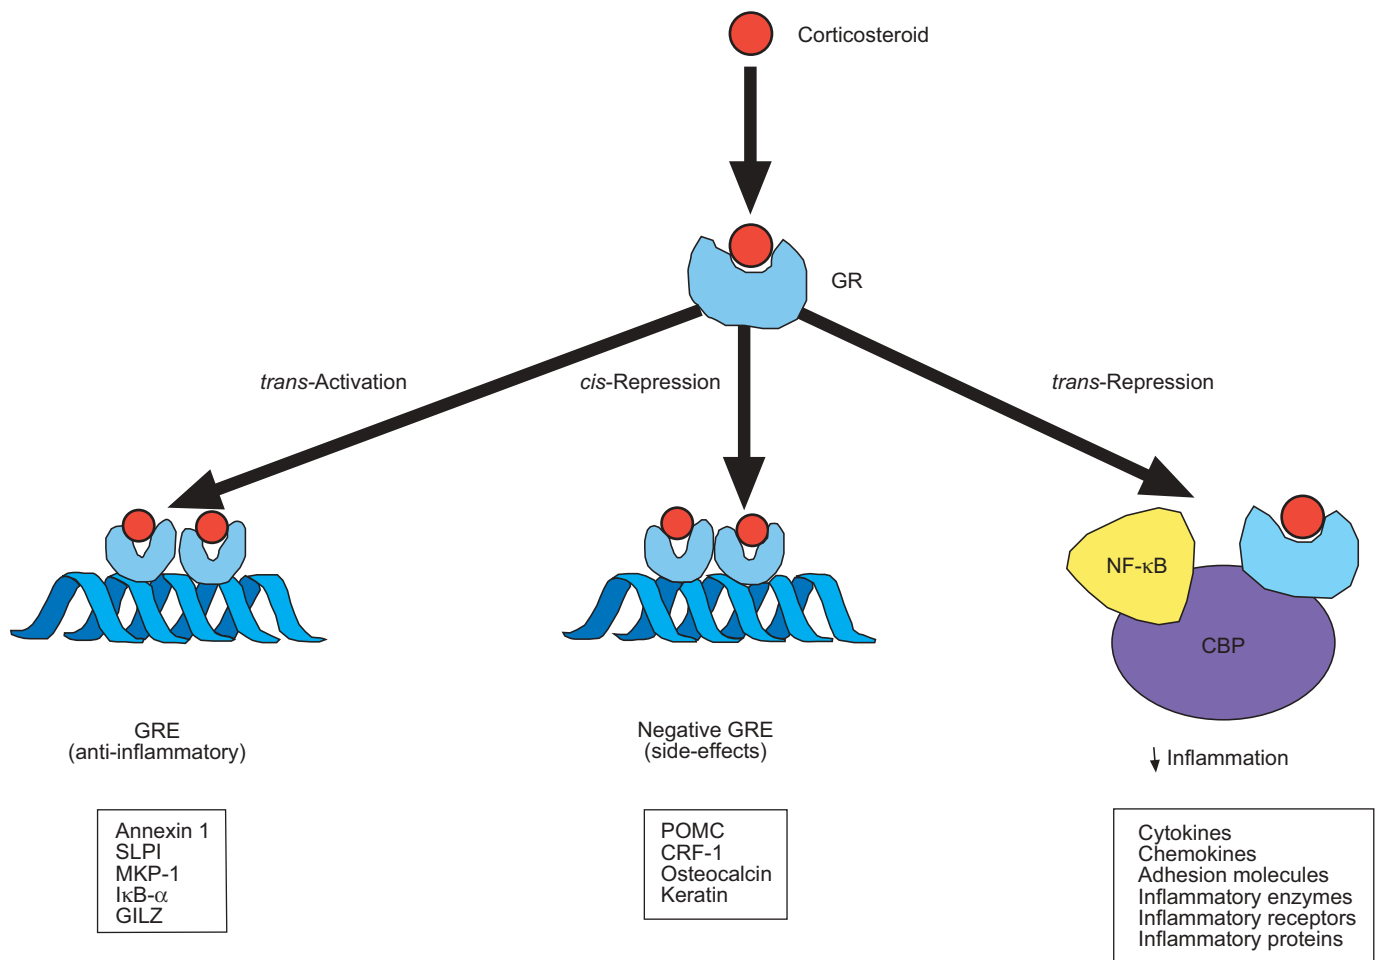 Corticosteroid
GR
trans-Activation
cis-Repression
trans-Repression
NF-κB
CBP
GRE
(anti-inflammatory)
Negative GRE
(side-effects)
↓ Inflammation
Annexin 1
SLPI
MKP-1
IκB-α
GILZ
POMC
CRF-1
Osteocalcin
Keratin
Cytokines
Chemokines
Adhesion molecules
Inflammatory enzymes
Inflammatory receptors
Inflammatory proteins